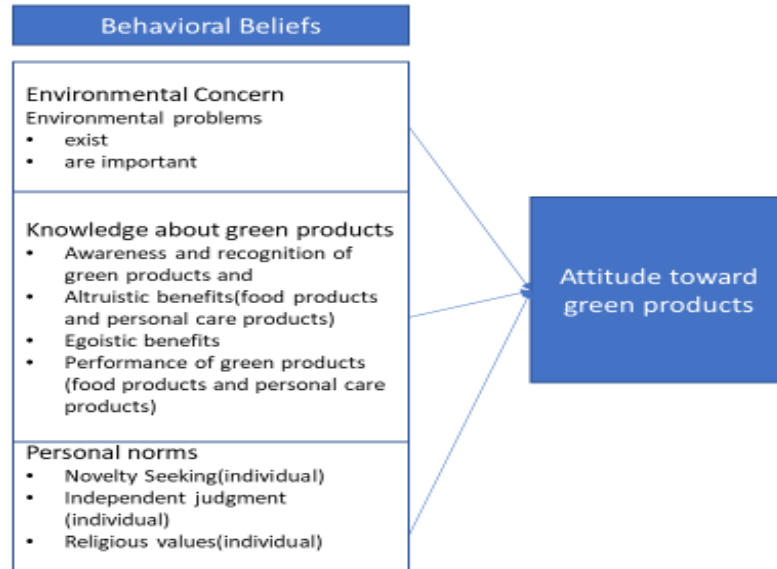 Behavioral Beliefs
Environmental Concern
Environmental problems
• exist
• are important
Knowledge about green products
• Awareness and recognition of
green products and
• Altruistic benefits(food products
and personal care products)
• Egoistic benefits
• Performance of green products
(food products and personal care
products)
Personal norms
• Novelty Seeking(individual)
• Independent judgment
(individual)
• Religious values(individual)
Attitude toward
green products